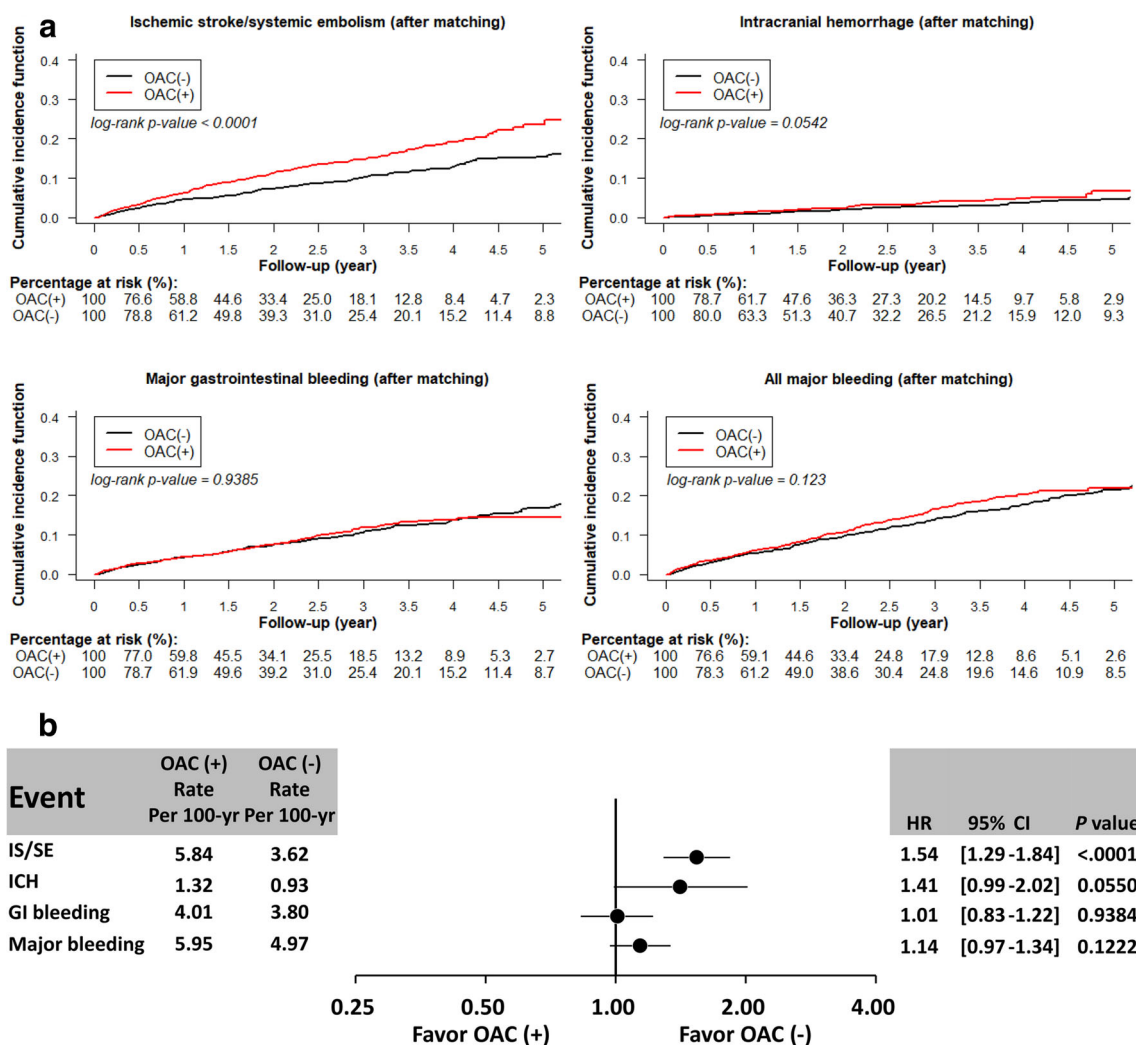 a
Ischemic stroke/systemic embolism (after matching)
Cumulative incidence function
0.4
0.3
0.2
0.1
0.0
OAC(-)
OAC(+)
log-rank p-value < 0.0001
0 0.5 1 1.5 2 2.5 3 3.5 4 4.5 5
Follow-up (year)
Percentage at risk (%):
OAC(+) 100 76.6 58.8 44.6 33.4 25.0 18.1 12.8 8.4 4.7 2.3
OAC(-) 100 78.8 61.2 49.8 39.3 31.0 25.4 20.1 15.2 11.4 8.8
Intracranial hemorrhage (after matching)
Cumulative incidence function
0.4
0.3
0.2
0.1
0.0
OAC(-)
OAC(+)
log-rank p-value = 0.0542
0 0.5 1 1.5 2 2.5 3 3.5 4 4.5 5
Follow-up (year)
Percentage at risk (%):
OAC(+) 100 78.7 61.7 47.6 36.3 27.3 20.2 14.5 9.7 5.8 2.9
OAC(-) 100 80.0 63.3 51.3 40.7 32.2 26.5 21.2 15.9 12.0 9.3
Major gastrointestinal bleeding (after matching)
Cumulative incidence function
0.4
0.3
0.2
0.1
0.0
OAC(-)
OAC(+)
log-rank p-value = 0.9385
0 0.5 1 1.5 2 2.5 3 3.5 4 4.5 5
Follow-up (year)
Percentage at risk (%):
OAC(+) 100 77.0 59.8 45.5 34.1 25.5 18.5 13.2 8.9 5.3 2.7
OAC(-) 100 78.7 61.9 49.6 39.2 31.0 25.4 20.1 15.2 11.4 8.7
All major bleeding (after matching)
Cumulative incidence function
0.4
0.3
0.2
0.1
0.0
OAC(-)
OAC(+)
log-rank p-value = 0.123
0 0.5 1 1.5 2 2.5 3 3.5 4 4.5 5
Follow-up (year)
Percentage at risk (%):
OAC(+) 100 76.6 59.1 44.6 33.4 24.8 17.9 12.8 8.6 5.1 2.6
OAC(-) 100 78.3 61.2 49.0 38.6 30.4 24.8 19.6 14.6 10.9 8.5
b
OAC (+) OAC (-)
Event Rate Rate
Per 100-yr Per 100-yr HR 95% CI P value
IS/SE 5.84 3.62 1.54 [1.29 -1.84] <.0001
ICH 1.32 0.93 1.41 [0.99 -2.02] 0.0550
GI bleeding 4.01 3.80 1.01 [0.83 -1.22] 0.9384
Major bleeding 5.95 4.97 1.14 [0.97 -1.34] 0.1222
0.25 0.50 1.00 2.00 4.00
Favor OAC (+) Favor OAC (-)